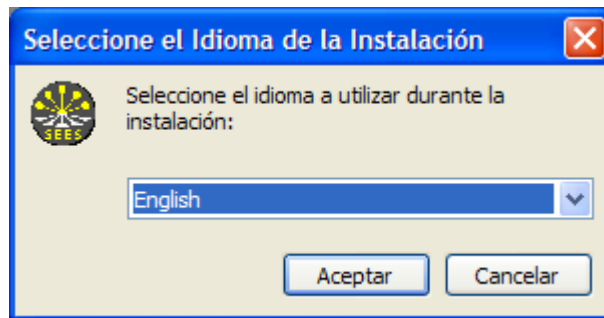 Seleccione el Idioma de la Instalación
SEES
Seleccione el idioma a utilizar durante la
instalación:
English
Aceptar
Cancelar